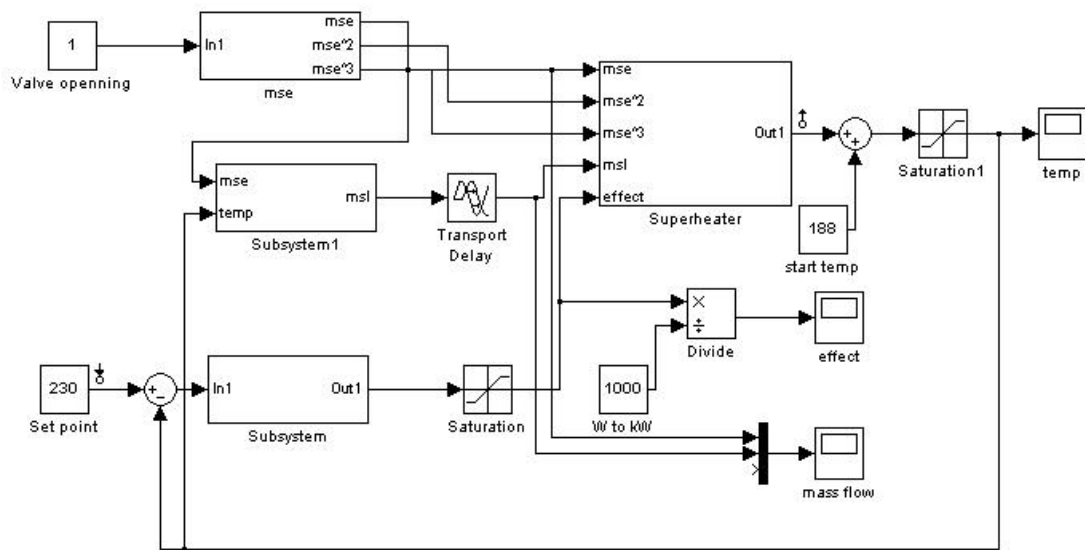 1
Valve openning
In1
mse
mse^2
mse^3
mse
mse
mse^2
mse^3
msl
effect
Out1
Superheater
+
+
Saturation1
temp
188
start temp
mse
temp
msl
Subsystem1
Transport
Delay
×
÷
Divide
effect
230
Set point
+
−
In1
Out1
Subsystem
Saturation
1000
W to kW
mass flow